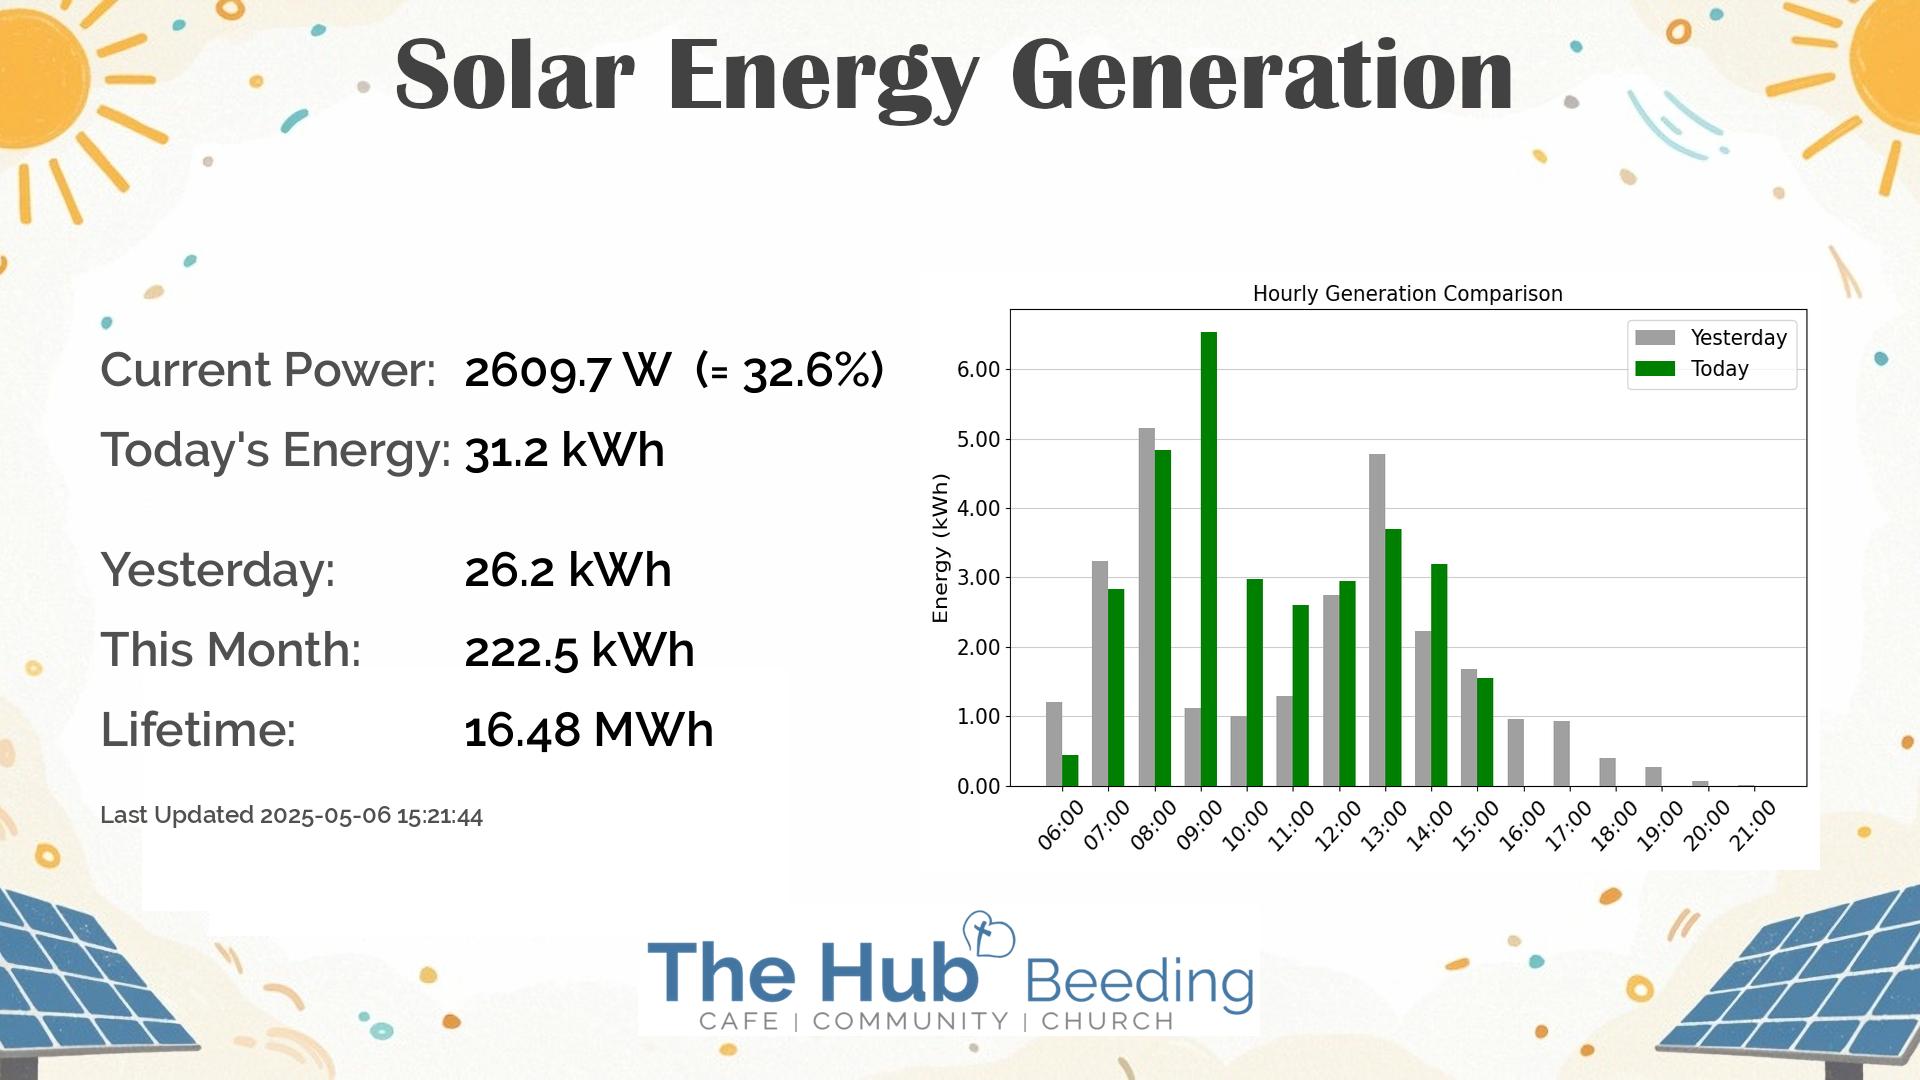 Solar Energy Generation
Current Power: 2609.7 W (= 32.6%)
Today's Energy: 31.2 kWh
Yesterday: 26.2 kWh
This Month: 222.5 kWh
Lifetime: 16.48 MWh
Last Updated 2025-05-06 15:21:44
Hourly Generation Comparison
Yesterday
Today
Energy (kWh)
6.00
5.00
4.00
3.00
2.00
1.00
0.00
06:00 07:00 08:00 09:00 10:00 11:00 12:00 13:00 14:00 15:00 16:00 17:00 18:00 19:00 20:00 21:00
The Hub Beeding
CAFE | COMMUNITY | CHURCH